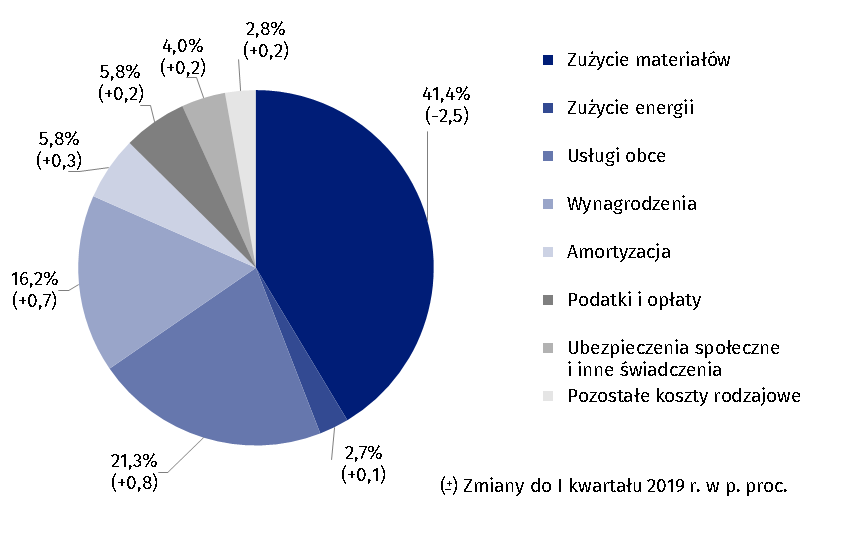 2,8%
(+0,2)
4,0%
(+0,2)
5,8%
(+0,2)
5,8%
(+0,3)
16,2%
(+0,7)
21,3%
(+0,8)
2,7%
(+0,1)
41,4%
(-2,5)
Zużycie materiałów
Zużycie energii
Usługi obce
Wynagrodzenia
Amortyzacja
Podatki i opłaty
Ubezpieczenia społeczne
i inne świadczenia
Pozostałe koszty rodzajowe
(±) Zmiany do I kwartału 2019 r. w p. proc.